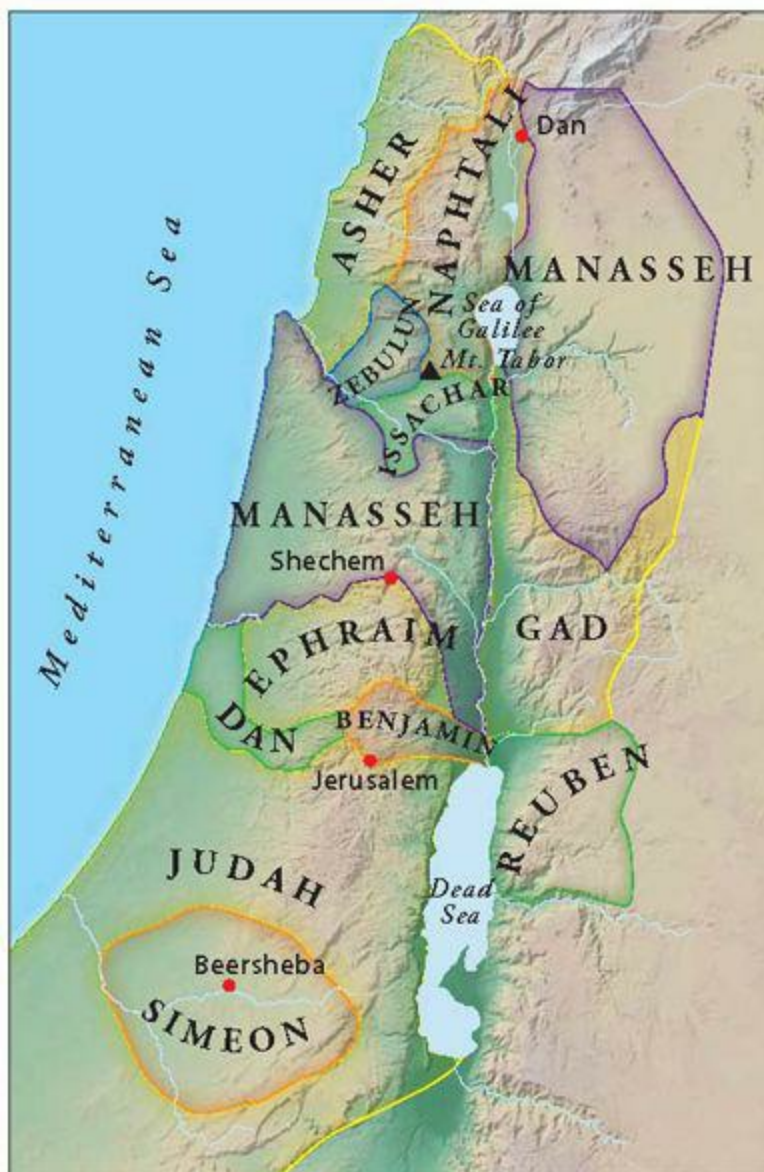 Dan
ASHER
NAPHTALI
MANASSEH
Mediterranean Sea
Sea of
Galilee
ZEBULUN
Mt. Tabor
ISSACHAR
MANASSEH
Shechem
EPHRAIM
GAD
DAN
BENJAMIN
Jerusalem
REUBEN
JUDAH
Dead
Sea
Beersheba
SIMEON